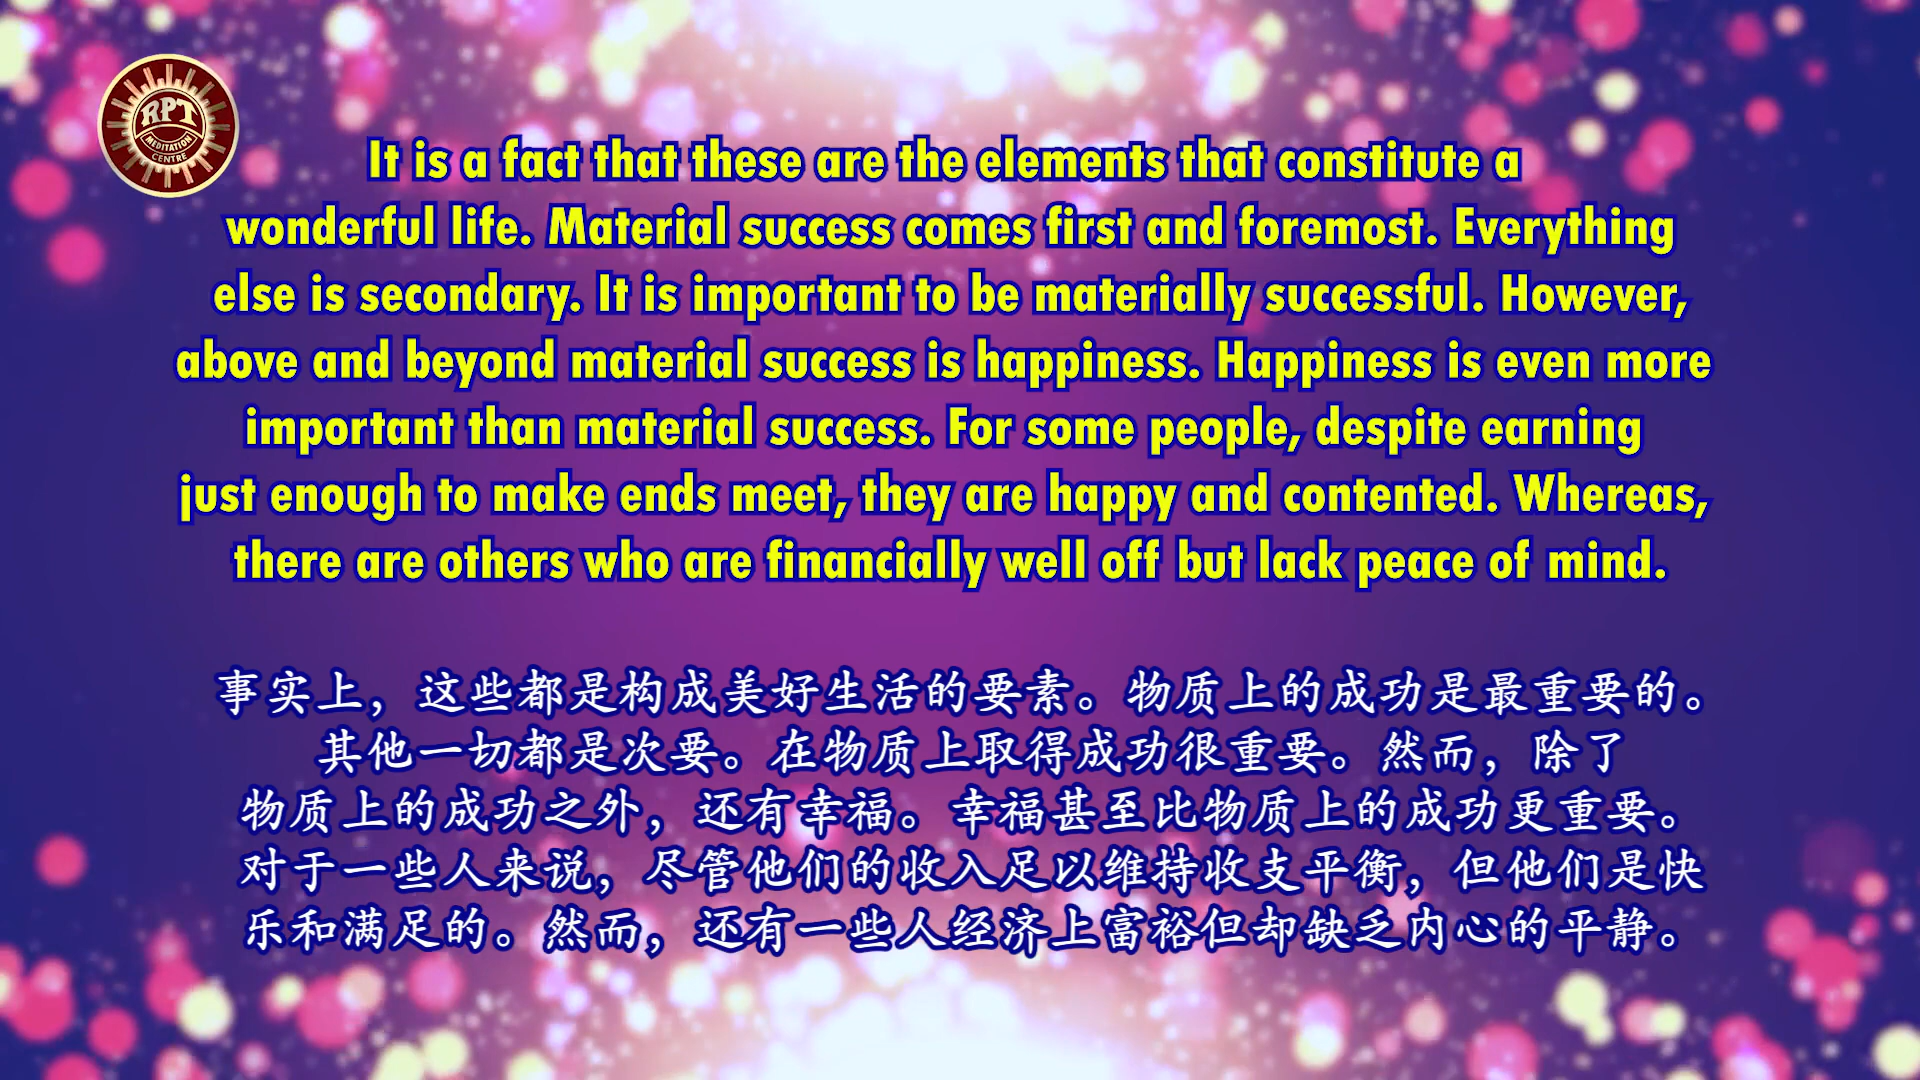 RPT
MEDITATION
CENTRE
It is a fact that these are the elements that constitute a
wonderful life. Material success comes first and foremost. Everything
else is secondary. It is important to be materially successful. However,
above and beyond material success is happiness. Happiness is even more
important than material success. For some people, despite earning
just enough to make ends meet, they are happy and contented. Whereas,
there are others who are financially well off but lack peace of mind.
事实上，这些都是构成美好生活的要素。物质上的成功是最重要的。
其他一切都是次要。在物质上取得成功很重要。然而，除了
物质上的成功之外，还有幸福。幸福甚至比物质上的成功更重要。
对于一些人来说，尽管他们的收入足以维持收支平衡，但他们是快
乐和满足的。然而，还有一些人经济上富裕但却缺乏内心的平静。